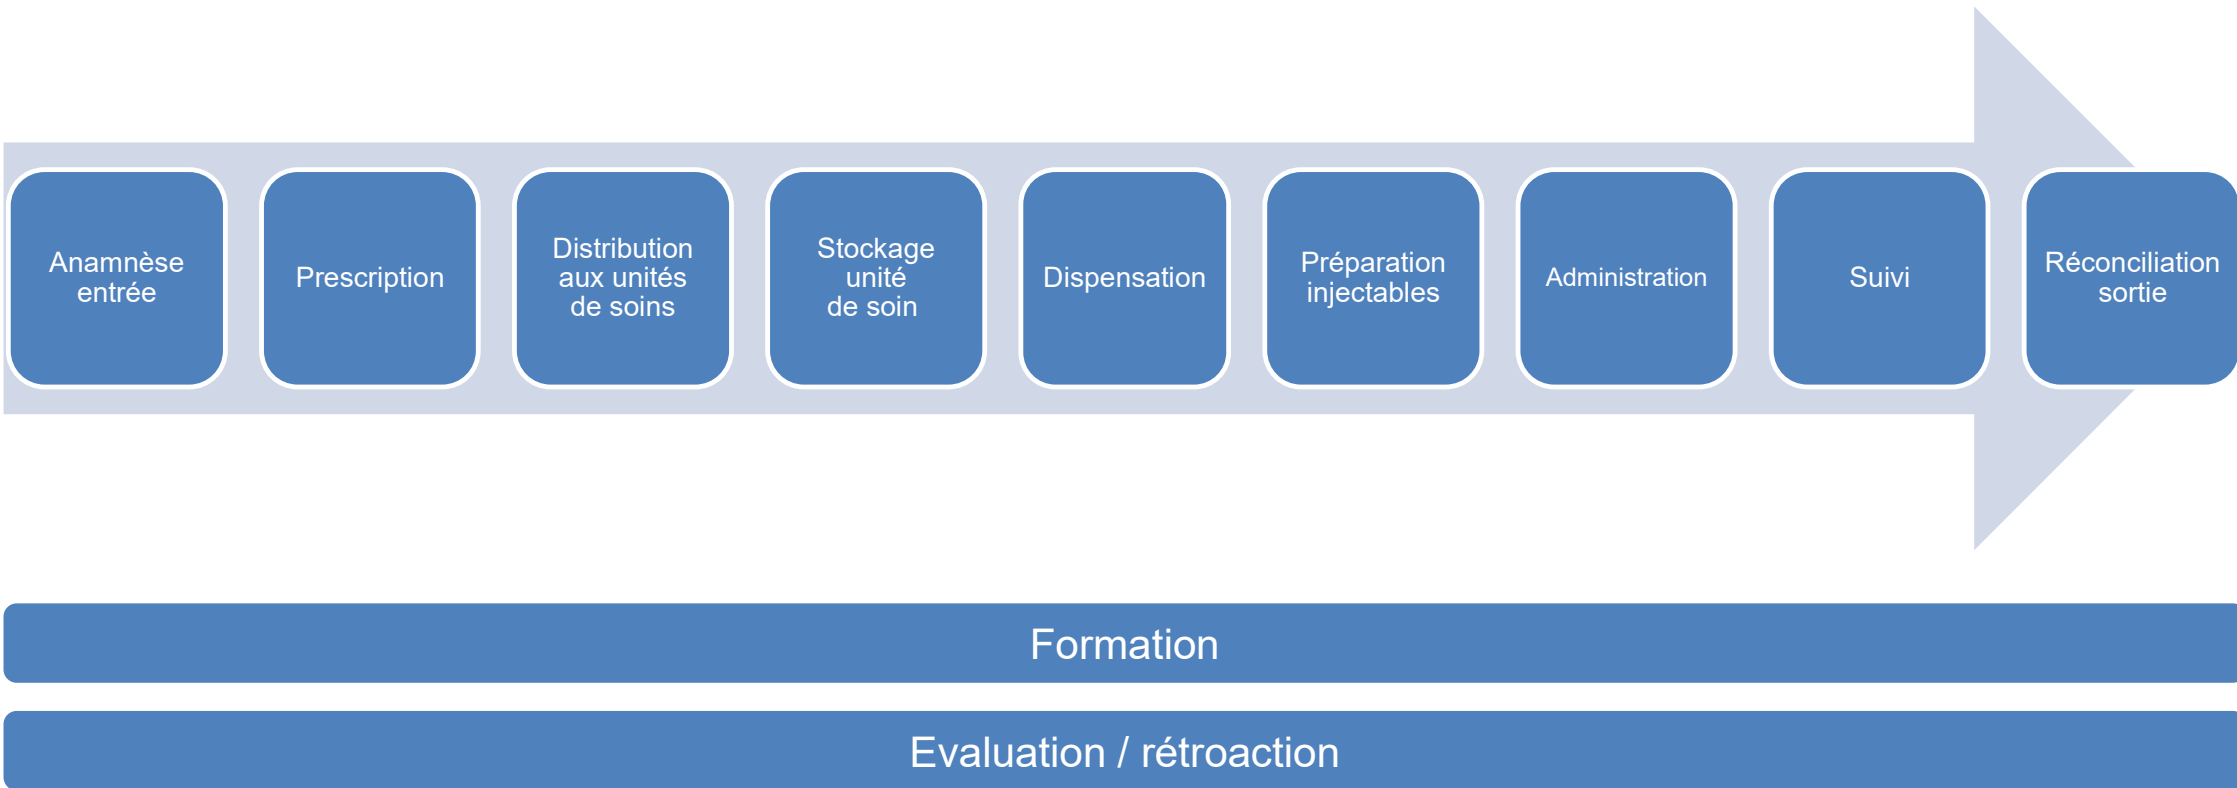 Anamnèse
entrée
Prescription
Distribution
aux unités
de soins
Stockage
unité
de soin
Dispensation
Préparation
injectables
Administration
Suivi
Réconciliation
sortie
Formation
Evaluation / rétroaction